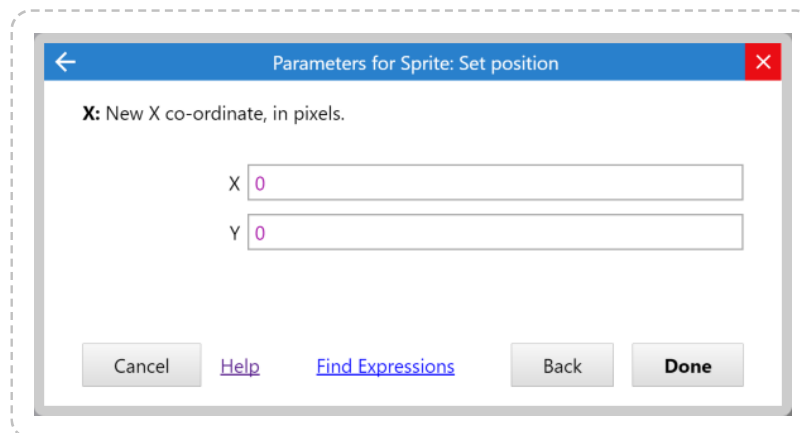 Parameters for Sprite: Set position
X: New X co-ordinate, in pixels.
X 0
Y 0
Cancel Help Find Expressions Back Done